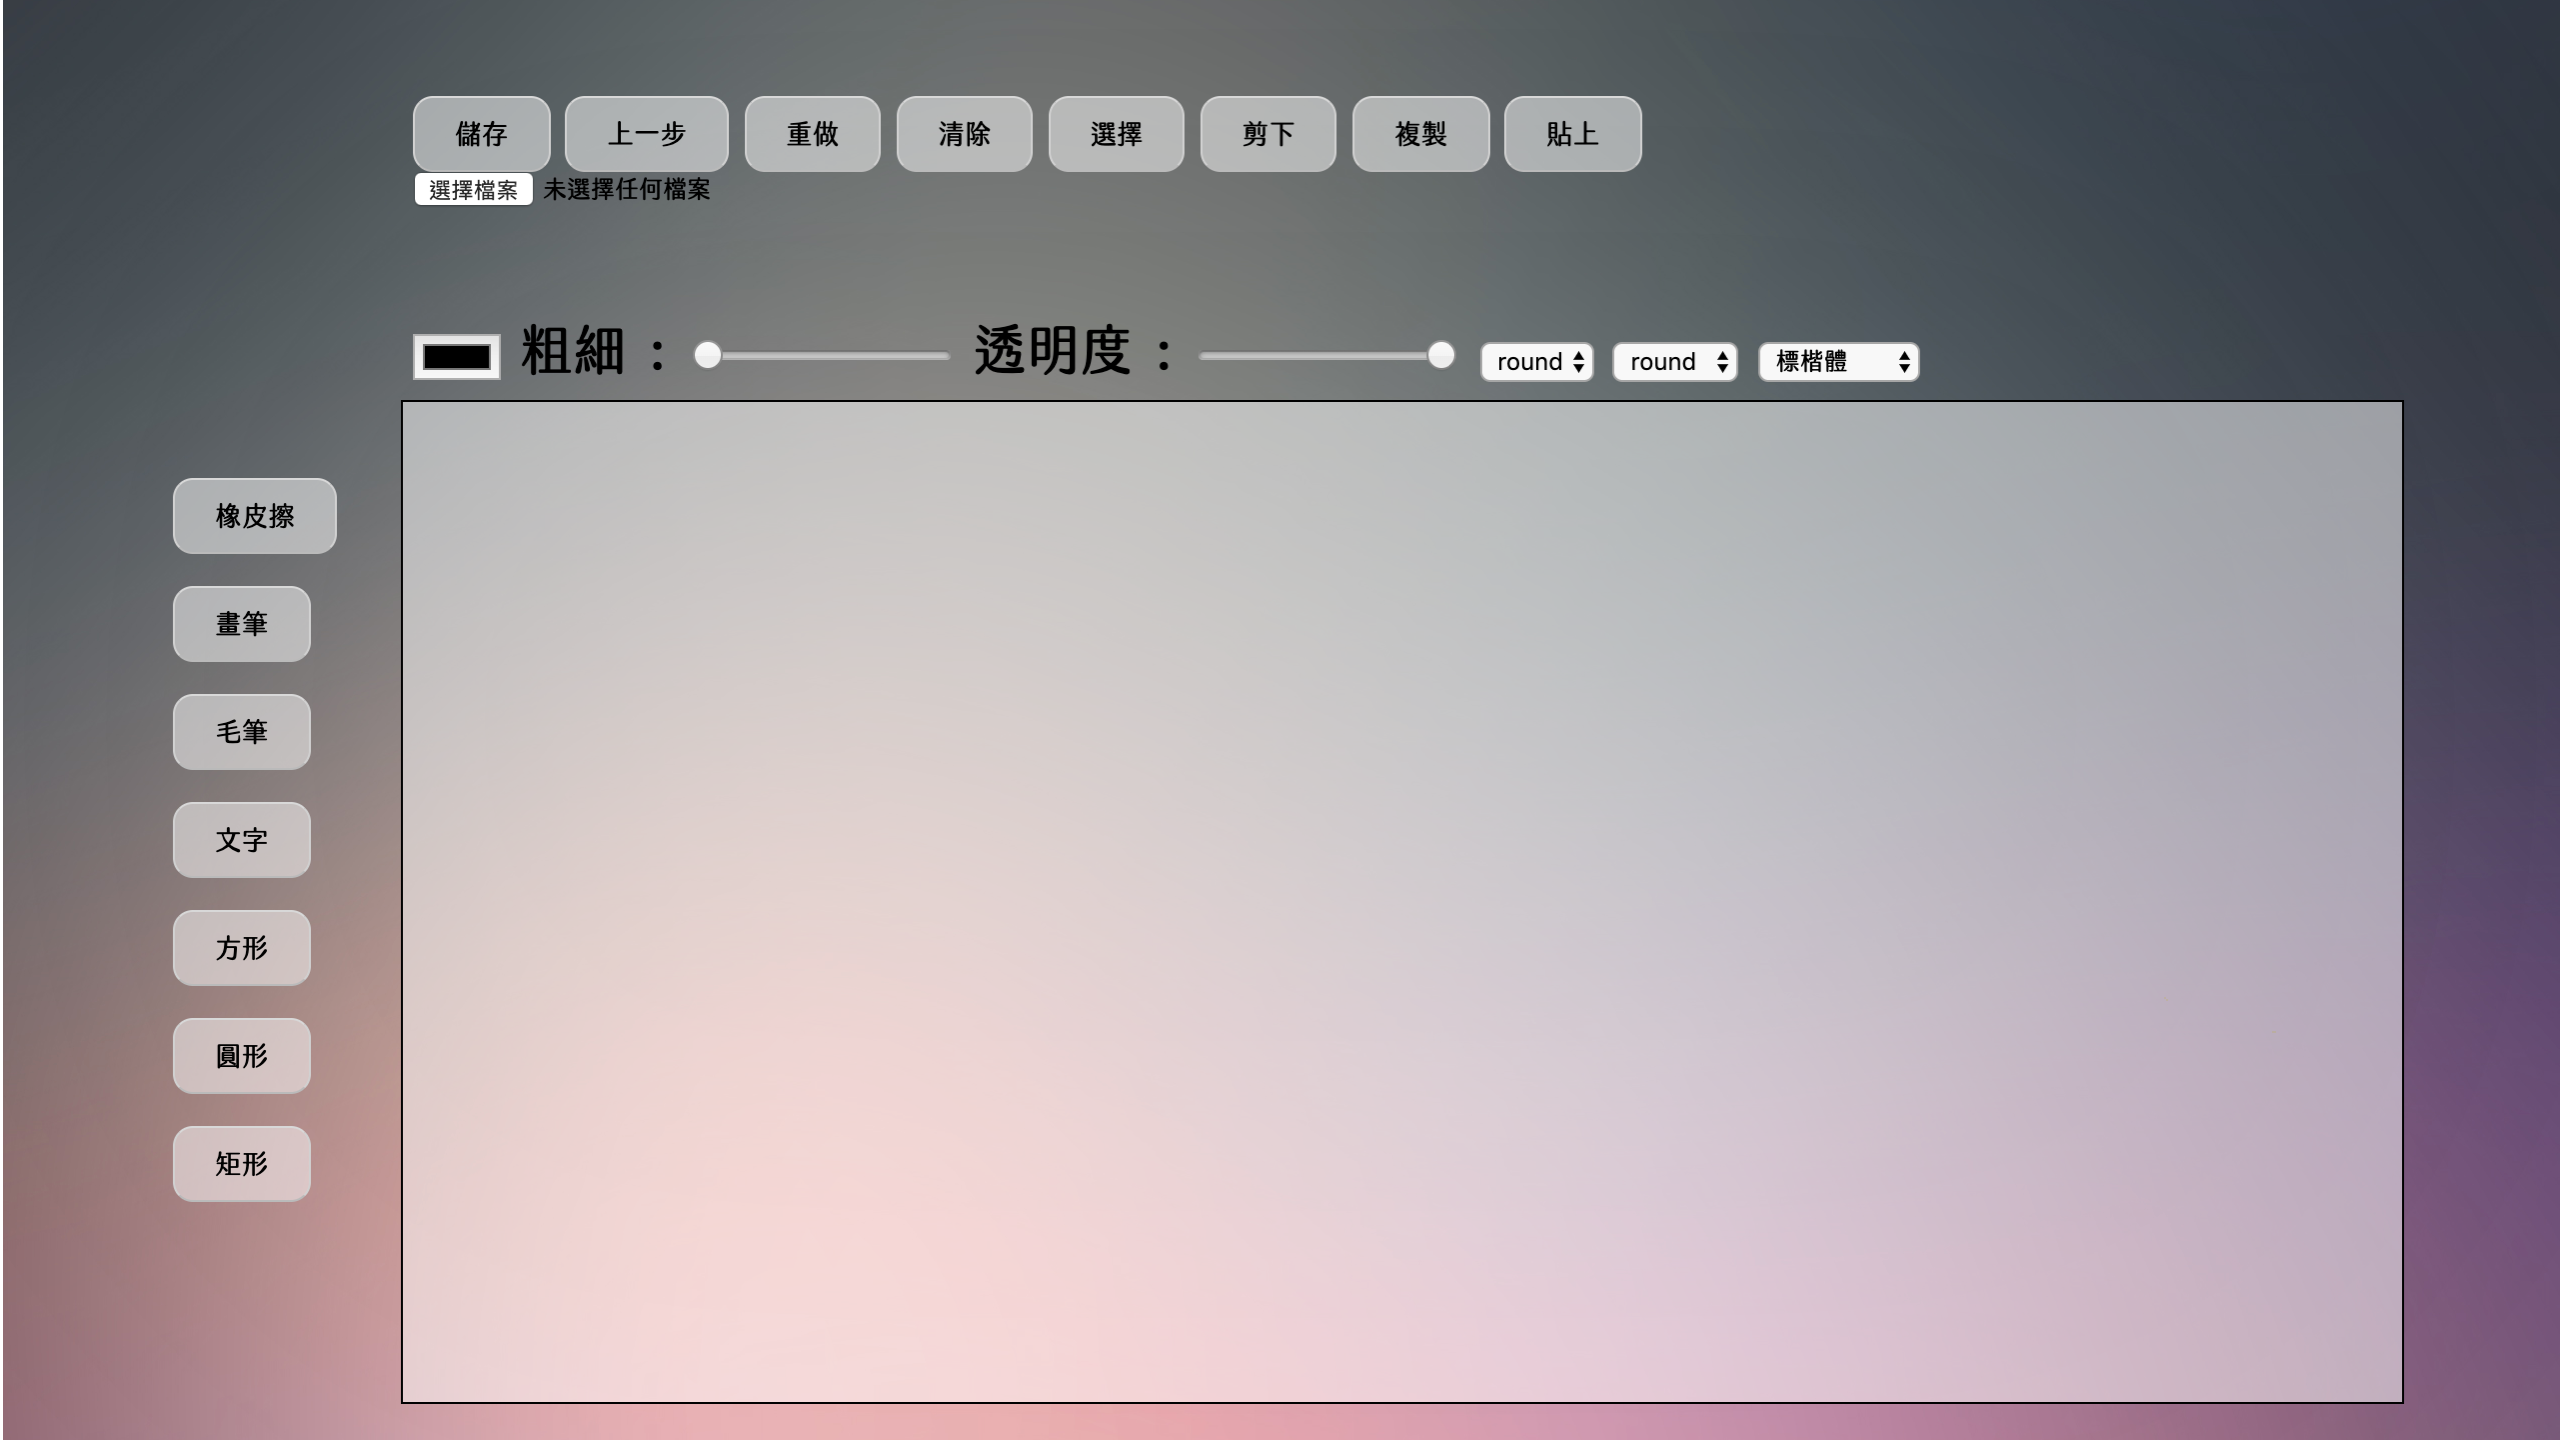 儲存 上一步 重做 清除 選擇 剪下 複製 貼上
選擇檔案 未選擇任何檔案
粗細： 透明度： round round 標楷體
橡皮擦
畫筆
毛筆
文字
方形
圓形
矩形